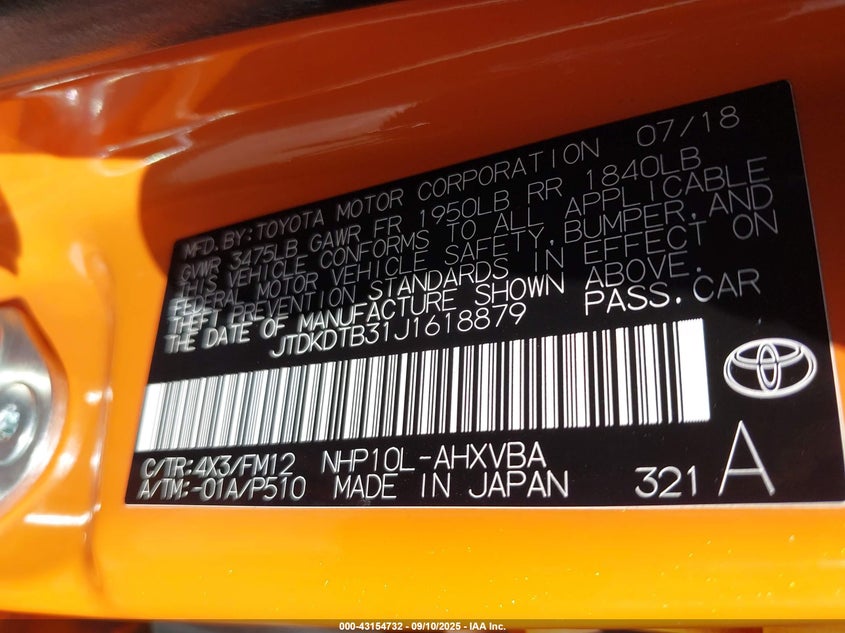 MFD. BY: TOYOTA MOTOR CORPORATION 07/18
GVWR 3475LB GAWR FR 1950LB RR 1840LB
THIS VEHICLE CONFORMS TO ALL APPLICABLE
FEDERAL MOTOR VEHICLE SAFETY, BUMPER, AND
THEFT PREVENTION STANDARDS IN EFFECT ON
THE DATE OF MANUFACTURE SHOWN ABOVE.
JTDKDTB31J1618879 PASS. CAR
C/TR: 4X3/FM12 NHP10L-AHXVBA
A/TM: -01A/P510 MADE IN JAPAN 321 A
000-43154732 - 09/10/2025 - IAA Inc.